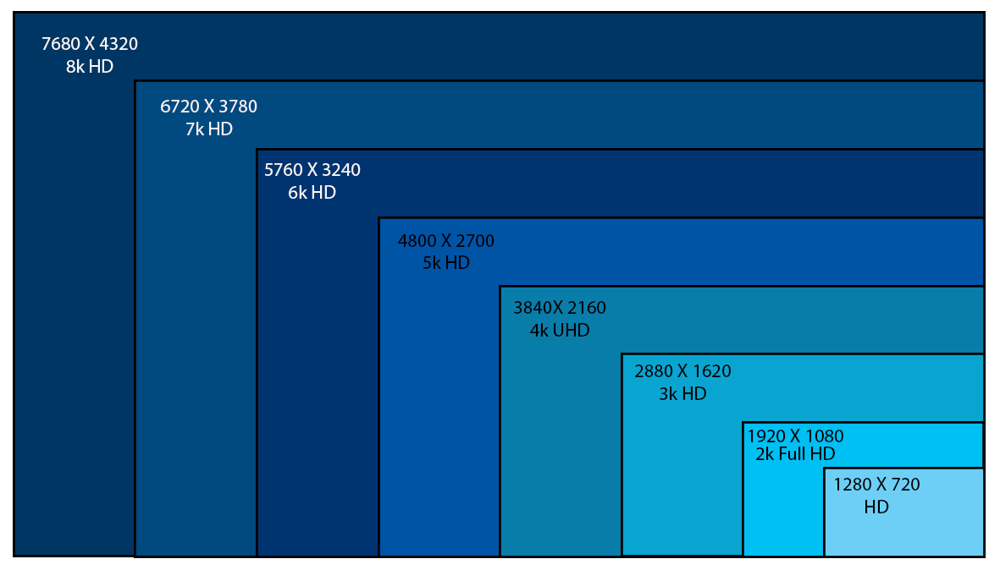 7680 X 4320
8k HD
6720 X 3780
7k HD
5760 X 3240
6k HD
4800 X 2700
5k HD
3840X 2160
4k UHD
2880 X 1620
3k HD
1920 X 1080
2k Full HD
1280 X 720
HD